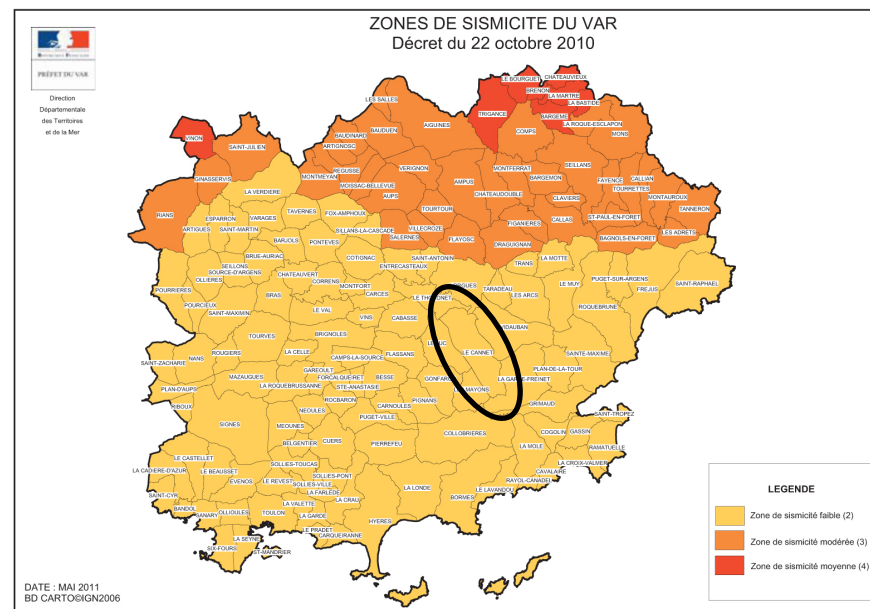 ZONES DE SISMICITE DU VAR
Décret du 22 octobre 2010
PRÉFET DU VAR
Direction
Départementale
des Territoires
et de la Mer
LE BOURGUET
CHATEAUVIEUX
BRENON
LA MARTRE
LA BASTIDE
TRIGANCE
BARGEME
LA ROQUE-ESCLAPON
LES SALLES
AIGUINES
COMPS
MONS
VINON
SAINT-JULIEN
BAUDUEN
BAUDINARD
ARTIGNOSC
REGUSSE
VERIGNON
MONTFERRAT
SEILLANS
GINASSERVIS
MONTMEYAN
MOISSAC-BELLEVUE
AMPUS
BARGEMON
FAYENCE
CALLIAN
TOURRETTES
LA VERDIERE
AUPS
CHATEAUDOUBLE
CLAVIERS
MONTAUROUX
TANNERON
RIANS
ESPARRON
TAVERNES
FOX-AMPHOUX
TOURTOUR
ST-PAUL-EN-FORET
ARTIGUES
VARAGES
SAINT-MARTIN
SILLANS-LA-CASCADE
VILLECROZE
FIGANIERES
CALLAS
LES ADRETS
SALERNES
FLAYOSC
DRAGUIGNAN
BAGNOLS-EN-FORET
BARJOLS
PONTEVES
BRUE-AURIAC
COTIGNAC
SAINT-ANTONIN
ENTRECASTEAUX
TRANS
LA MOTTE
SEILLONS
SOURCE-D'ARGENS
OLLIERES
CHATEAUVERT
CORRENS
MONTFORT
CARCES
LE THORONET
TARADEAU
LES ARCS
LE MUY
PUGET-SUR-ARGENS
FREJUS
SAINT-RAPHAEL
POURRIERES
POURCIEUX
BRAS
ROQUEBRUNE
SAINT-MAXIMIN
LE VAL
VINS
CABASSE
TOURVES
BRIGNOLES
LE CANNET
SAINTE-MAXIME
SAINT-ZACHARIE
NANS
ROUGIERS
LA CELLE
CAMPS-LA-SOURCE
FLASSANS
PLAN-DE-LA-TOUR
MAZAUGUES
GAREOULT
FORCALQUEIRET
BESSE
PLAN-D'AUPS
LA ROQUEBRUSSANNE
STE-ANASTASIE
ROCBARON
CARNOULES
PIGNANS
GRIMAUD
RIBOUX
NEOULES
PUGET-VILLE
SAINT-TROPEZ
SIGNES
MEOUNES
CUERS
PIERREFEU
COLLOBRIERES
COGOLIN
GASSIN
BELGENTIER
LA MOLE
RAMATUELLE
LE CASTELLET
LA CADIERE-D'AZUR
LE BEAUSSET
SOLLIES-TOUCAS
LA CROIX-VALMER
CAVALAIRE
EVENOS
LE REVEST
SOLLIES-PONT
SOLLIES-VILLE
LA FARLEDE
RAYOL-CANADEL
LE LAVANDOU
SAINT-CYR
LA CRAU
LA LONDE
BORMES
BANDOL
SANARY
OLLIOULES
TOULON
LA VALETTE
LA GARDE
HYERES
LE PRADET
CARQUEIRANNE
LA SEYNE
SIX-FOURS
ST-MANDRIER
LEGENDE
Zone de sismicité faible (2)
Zone de sismicité modérée (3)
Zone de sismicité moyenne (4)
DATE : MAI 2011
BD CARTO©IGN2006